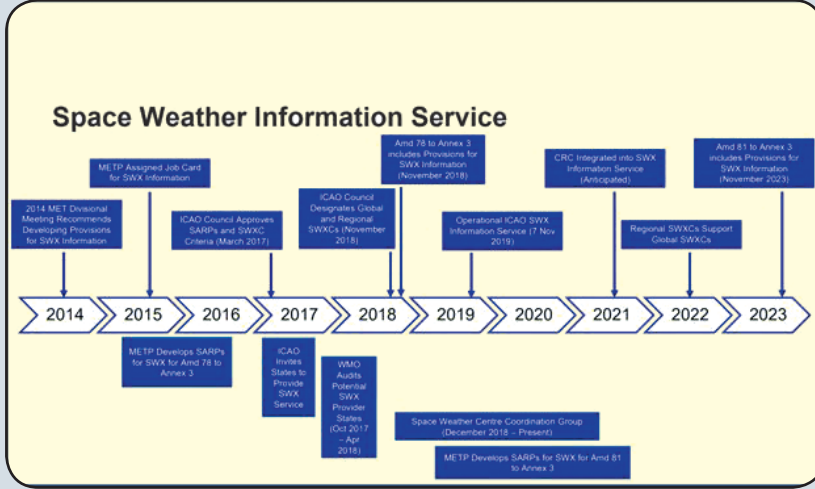 Space Weather Information Service
Amd 78 to Annex 3
includes Provisions for
SWX Information
(November 2018)
Amd 81 to Annex 3
includes Provisions for
SWX Information
(November 2023)
METP Assigned Job Card
for SWX Information
CRC Integrated into SWX
Information Service
(Anticipated)
2014 MET Divisional
Meeting Recommends
Developing Provisions
for SWX Information
ICAO Council Approves
SARPs and SWXC
Criteria (March 2017)
ICAO Council
Designates Global
and Regional
SWXCs (November
2018)
Operational ICAO SWX
Information Service (7 Nov
2019)
Regional SWXCs Support
Global SWXCs
2014
2015
2016
2017
2018
2019
2020
2021
2022
2023
METP Develops SARPs
for SWX for Amd 78 to
Annex 3
ICAO
Invites
States to
Provide
SWX
Service
WMO
Audits
Potential
SWX
Provider
States
(Oct 2017
– Apr
2018)
Space Weather Centre Coordination Group
(December 2018 – Present)
METP Develops SARPs for SWX for Amd 81
to Annex 3